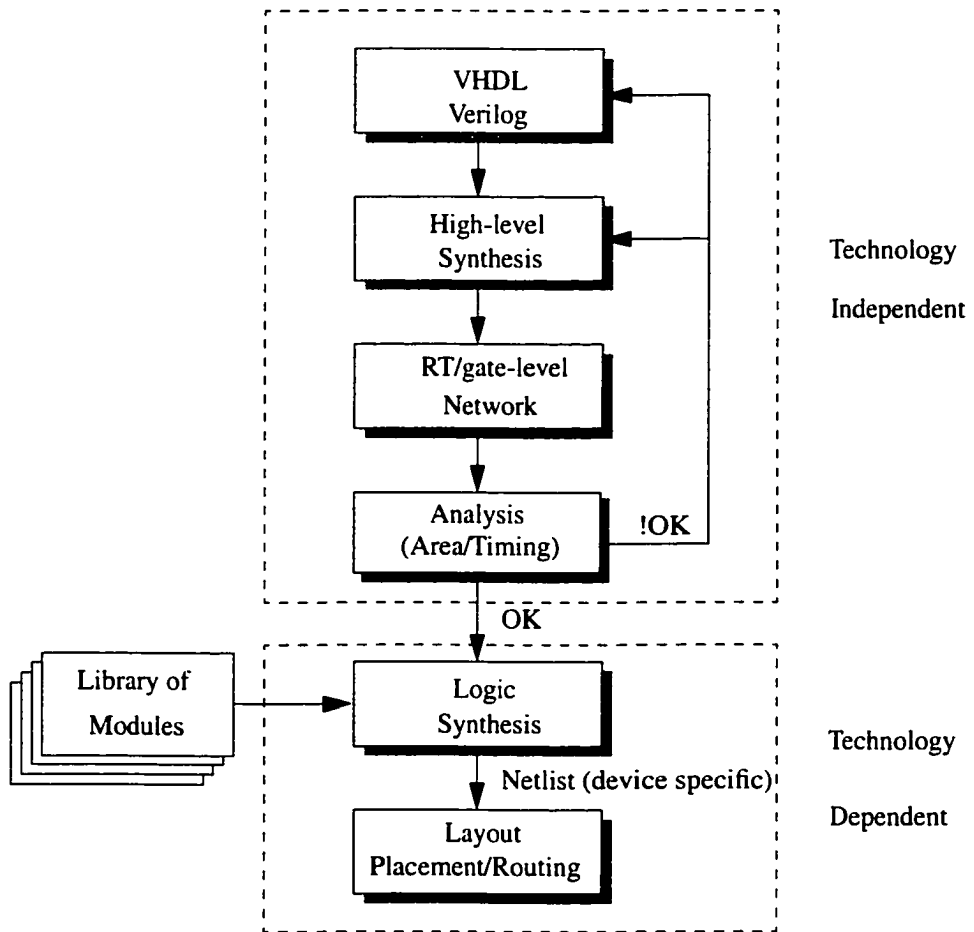 VHDL
Verilog
High-level
Synthesis
Technology
Independent
RT/gate-level
Network
Analysis
(Area/Timing)
!OK
OK
Library of
Modules
Logic
Synthesis
Technology
Dependent
Netlist (device specific)
Layout
Placement/Routing